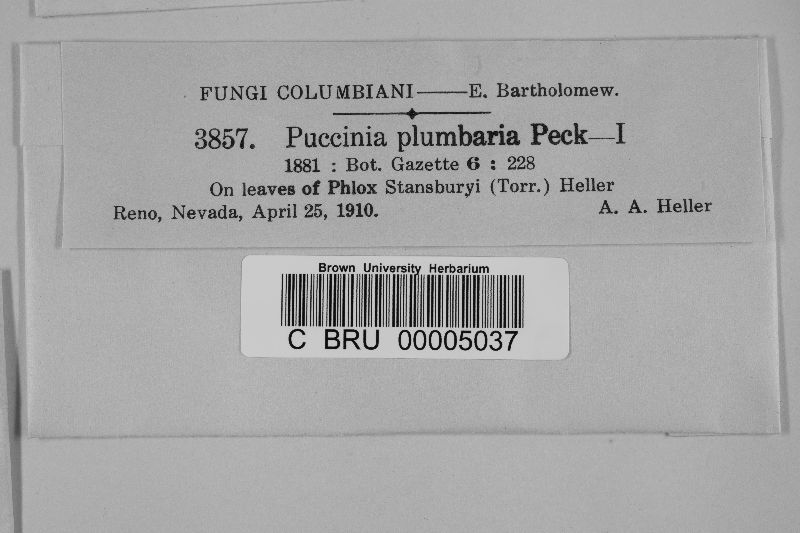 FUNGI COLUMBIANI——E. Bartholomew.
3857. Puccinia plumbaria Peck—I
1881 : Bot. Gazette 6 : 228
On leaves of Phlox Stansburyi (Torr.) Heller
Reno, Nevada, April 25, 1910. A. A. Heller
Brown University Herbarium
C BRU 00005037